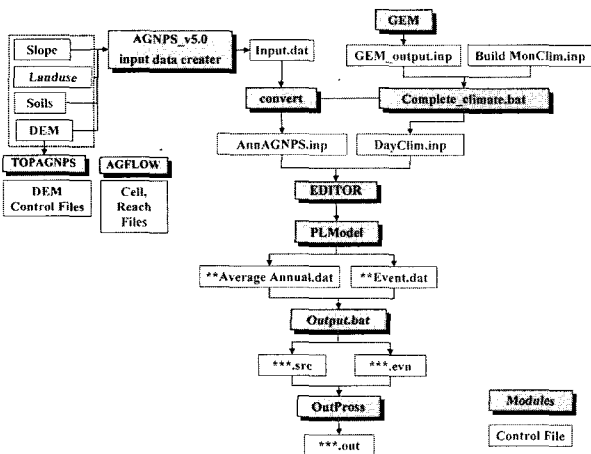 GEM
AGNPS_v5.0
input data creater
Slope
Input.dat
GEM_output.inp
Build MonClim.inp
Landuse
Soils
convert
Complete_climate.bat
DEM
AnnAGNPS.inp
DayClim.inp
TOPAGNPS
AGFLOW
DEM
Control Files
Cell,
Reach
Files
EDITOR
PLModel
**Average Annual.dat
**Event.dat
Output.bat
***.src
***.evn
OutPross
Modules
***.out
Control File